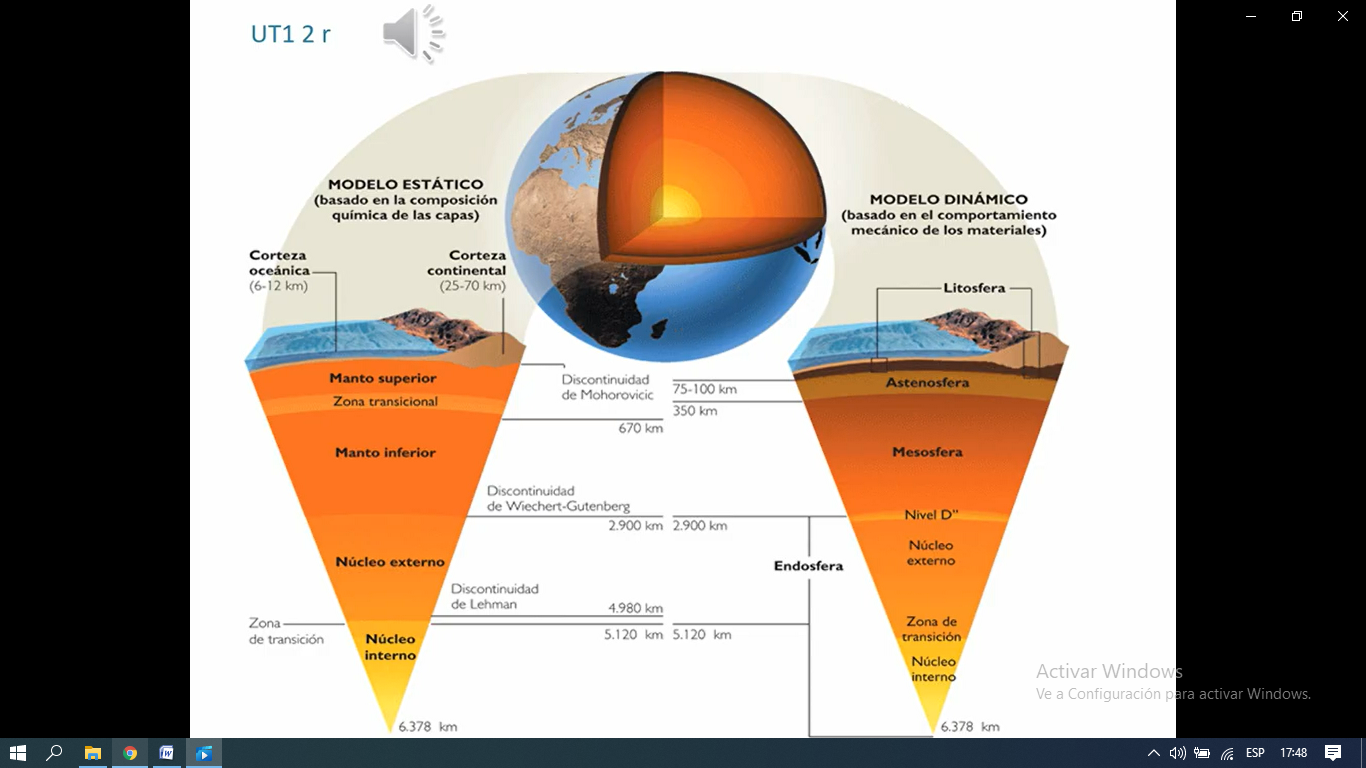 UT1 2 r
MODELO ESTÁTICO
(basado en la composición
química de las capas)
Corteza
oceánica
(6-12 km)
Corteza
continental
(25-70 km)
Manto superior
Zona transicional
Manto inferior
Núcleo externo
Zona
de transición
Núcleo
interno
6.378 km
Discontinuidad
de Mohorovicic
670 km
Discontinuidad
de Wiechert-Gutenberg
2.900 km
Discontinuidad
de Lehman
4.980 km
5.120 km
MODELO DINÁMICO
(basado en el comportamiento
mecánico de los materiales)
Litosfera
75-100 km
350 km
2.900 km
Endosfera
5.120 km
Astenosfera
Mesosfera
Nivel D”
Núcleo
externo
Zona de
transición
Núcleo
interno
6.378 km
Activar Windows
Ve a Configuración para activar Windows.
ESP
17:48